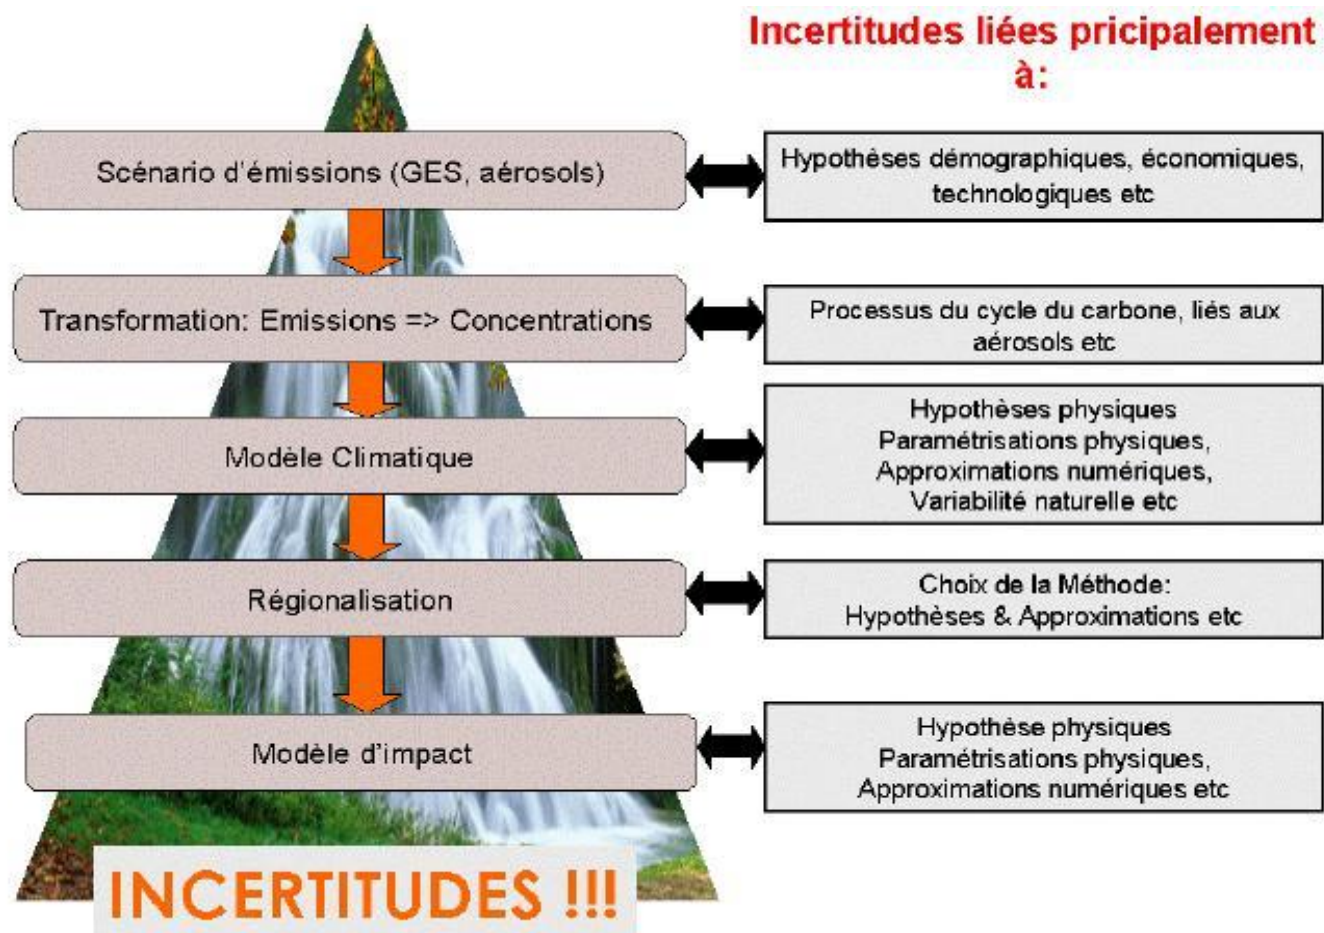 Incertitudes liées pricipalement
à:
Scénario d'émissions (GES, aérosols)
Hypothèses démographiques, économiques,
technologiques etc
Transformation: Emissions => Concentrations
Processus du cycle du carbone, liés aux
aérosols etc
Modèle Climatique
Hypothèses physiques
Paramétrisations physiques,
Approximations numériques,
Variabilité naturelle etc
Régionalisation
Choix de la Méthode:
Hypothèses & Approximations etc
Modèle d'impact
Hypothèse physiques
Paramétrisations physiques,
Approximations numériques etc
INCERTITUDES !!!